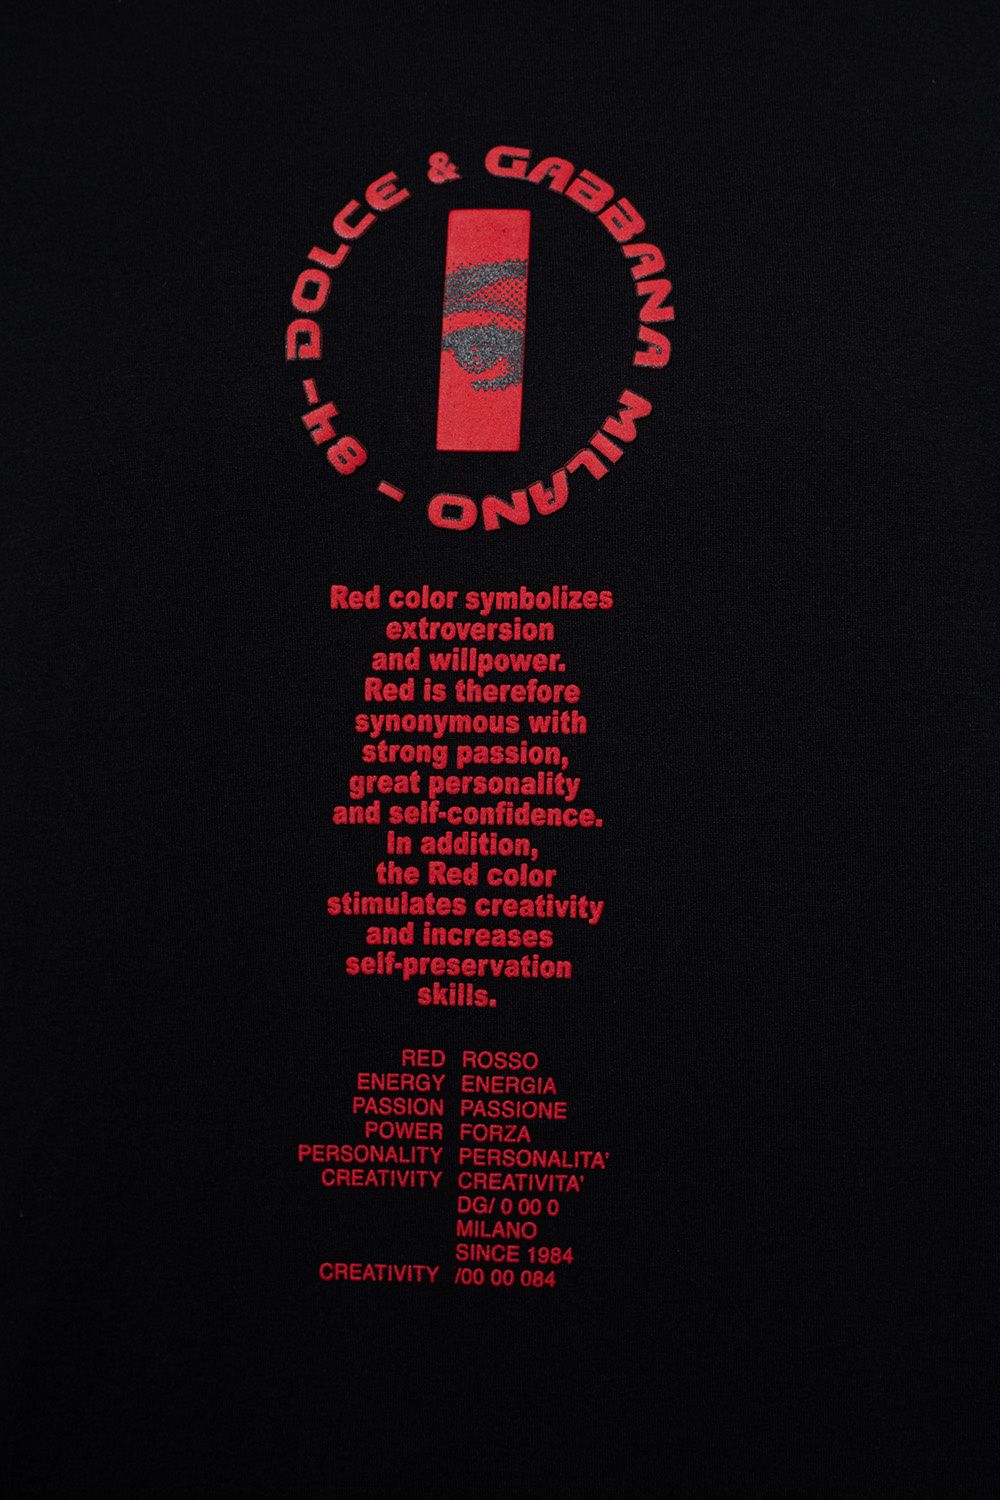 DOLCE & GABBANA MILANO - 84-
Red color symbolizes
extroversion
and willpower.
Red is therefore
synonymous with
strong passion,
great personality
and self-confidence.
In addition,
the Red color
stimulates creativity
and increases
self-preservation
skills.
RED ROSSO
ENERGY ENERGIA
PASSION PASSIONE
POWER FORZA
PERSONALITY PERSONALITA'
CREATIVITY CREATIVITA'
DG/ 0 00 0
MILANO
SINCE 1984
CREATIVITY /00 00 084